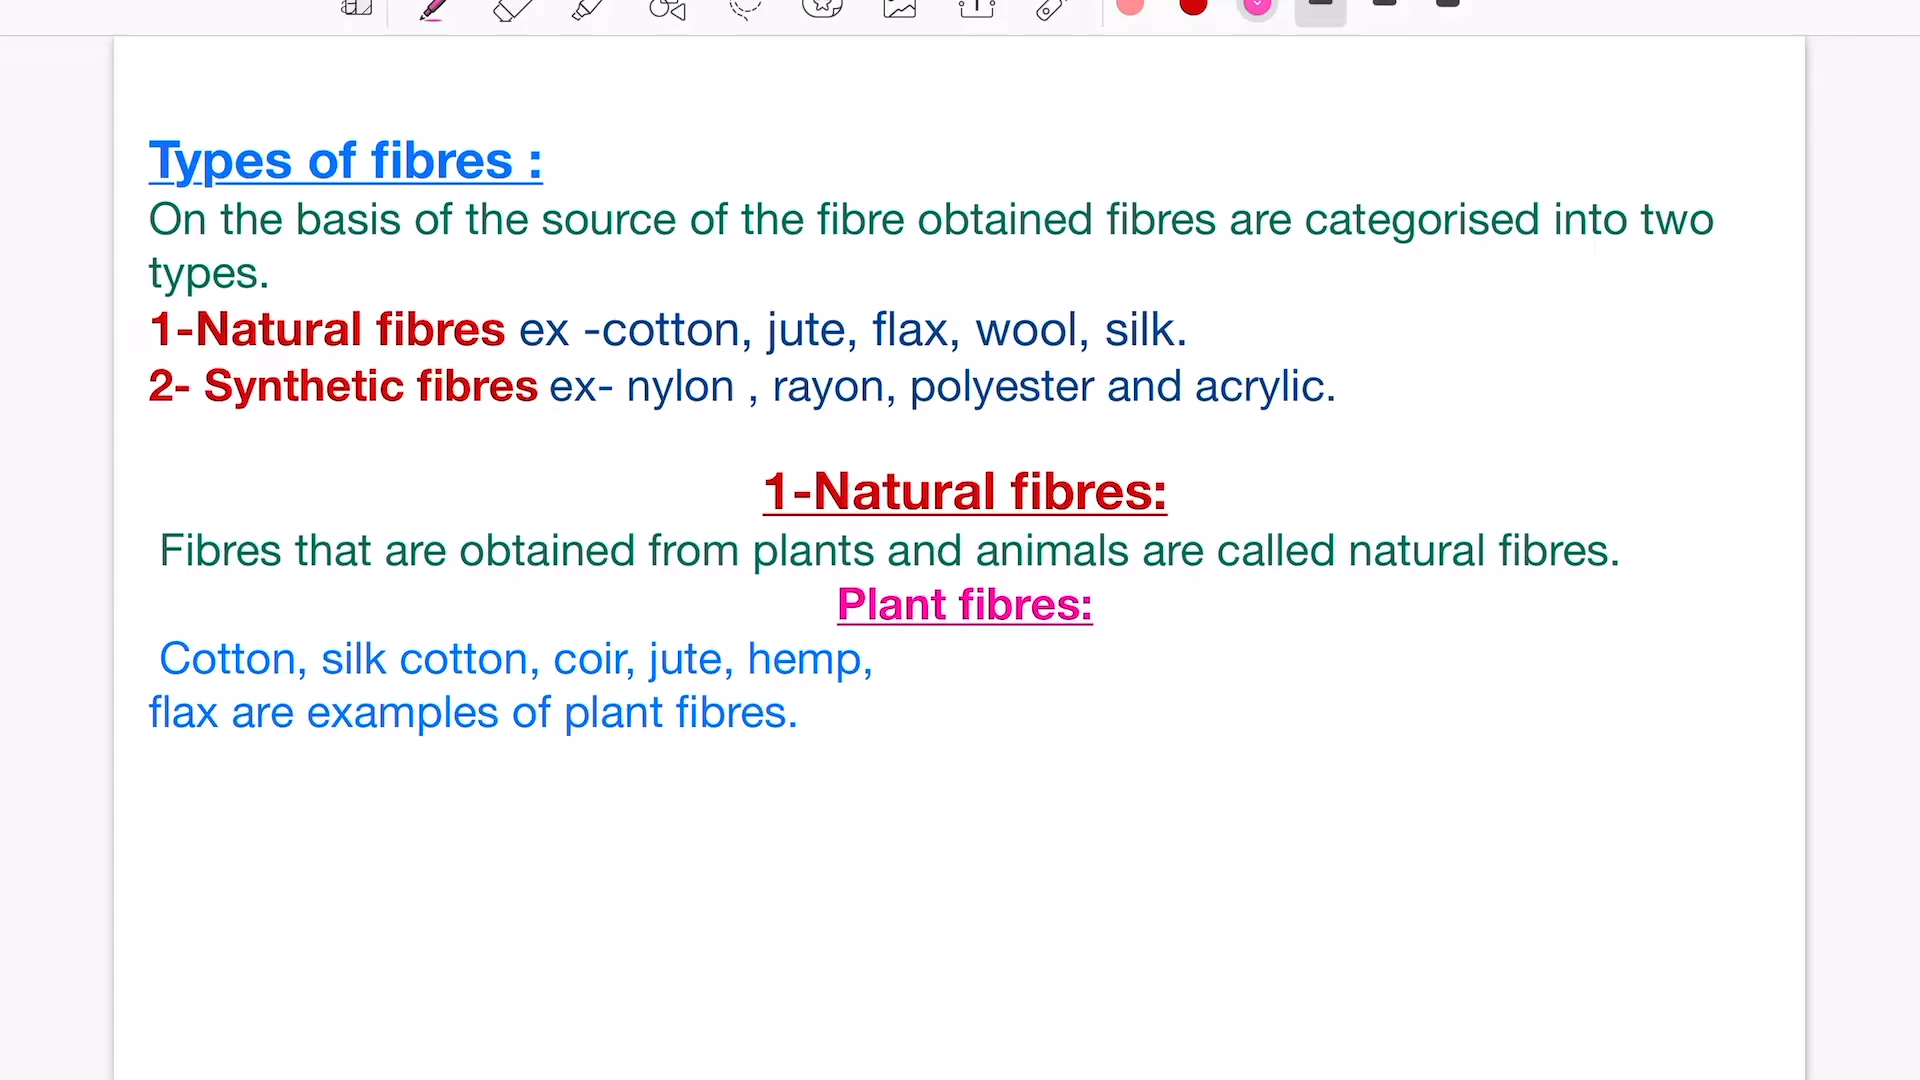 Types of fibres :
On the basis of the source of the fibre obtained fibres are categorised into two
types.
1-Natural fibres ex -cotton, jute, flax, wool, silk.
2- Synthetic fibres ex- nylon , rayon, polyester and acrylic.
1-Natural fibres:
Fibres that are obtained from plants and animals are called natural fibres.
Plant fibres:
Cotton, silk cotton, coir, jute, hemp,
flax are examples of plant fibres.